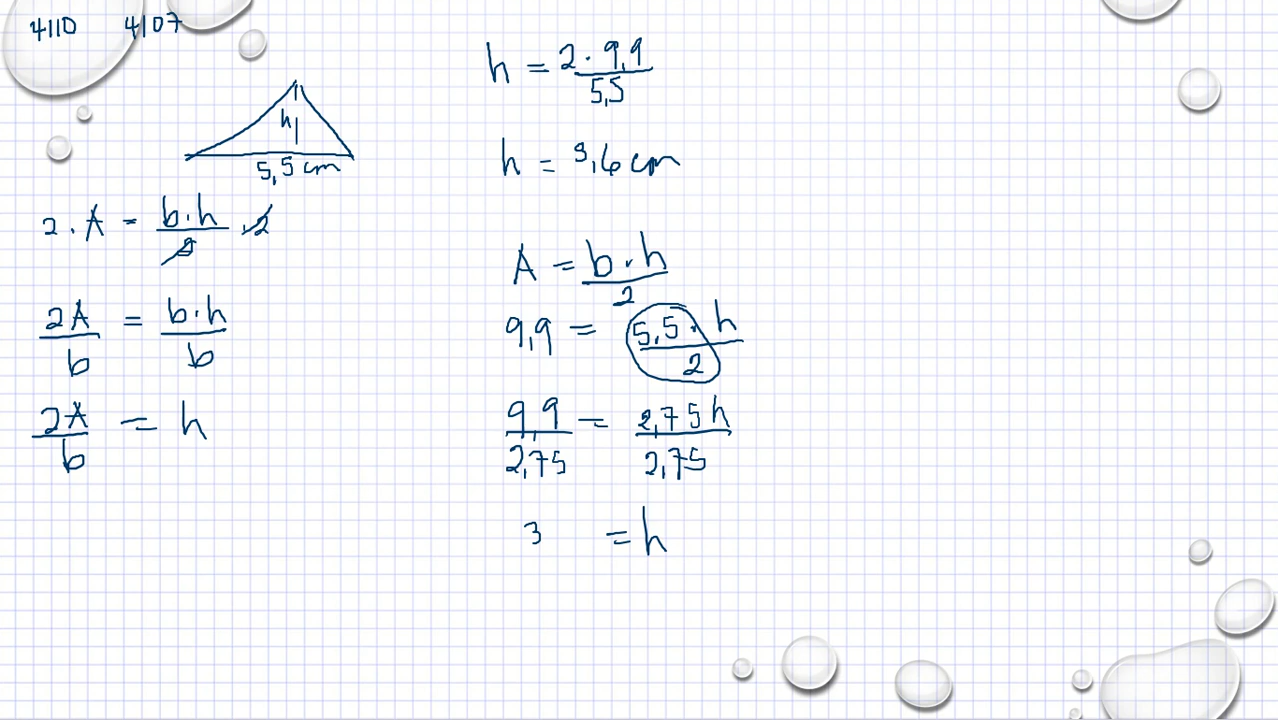 4110 4107
h
5,5 cm
2 · A = b·h/2 · 2
2A/b = b·h/b
2A/b = h
h = 2 · 9,9/5,5
h = 3,6 cm
A = b · h/2
9,9 = 5,5 · h/2
9,9/2,75 = 2,75 h/2,75
3 = h